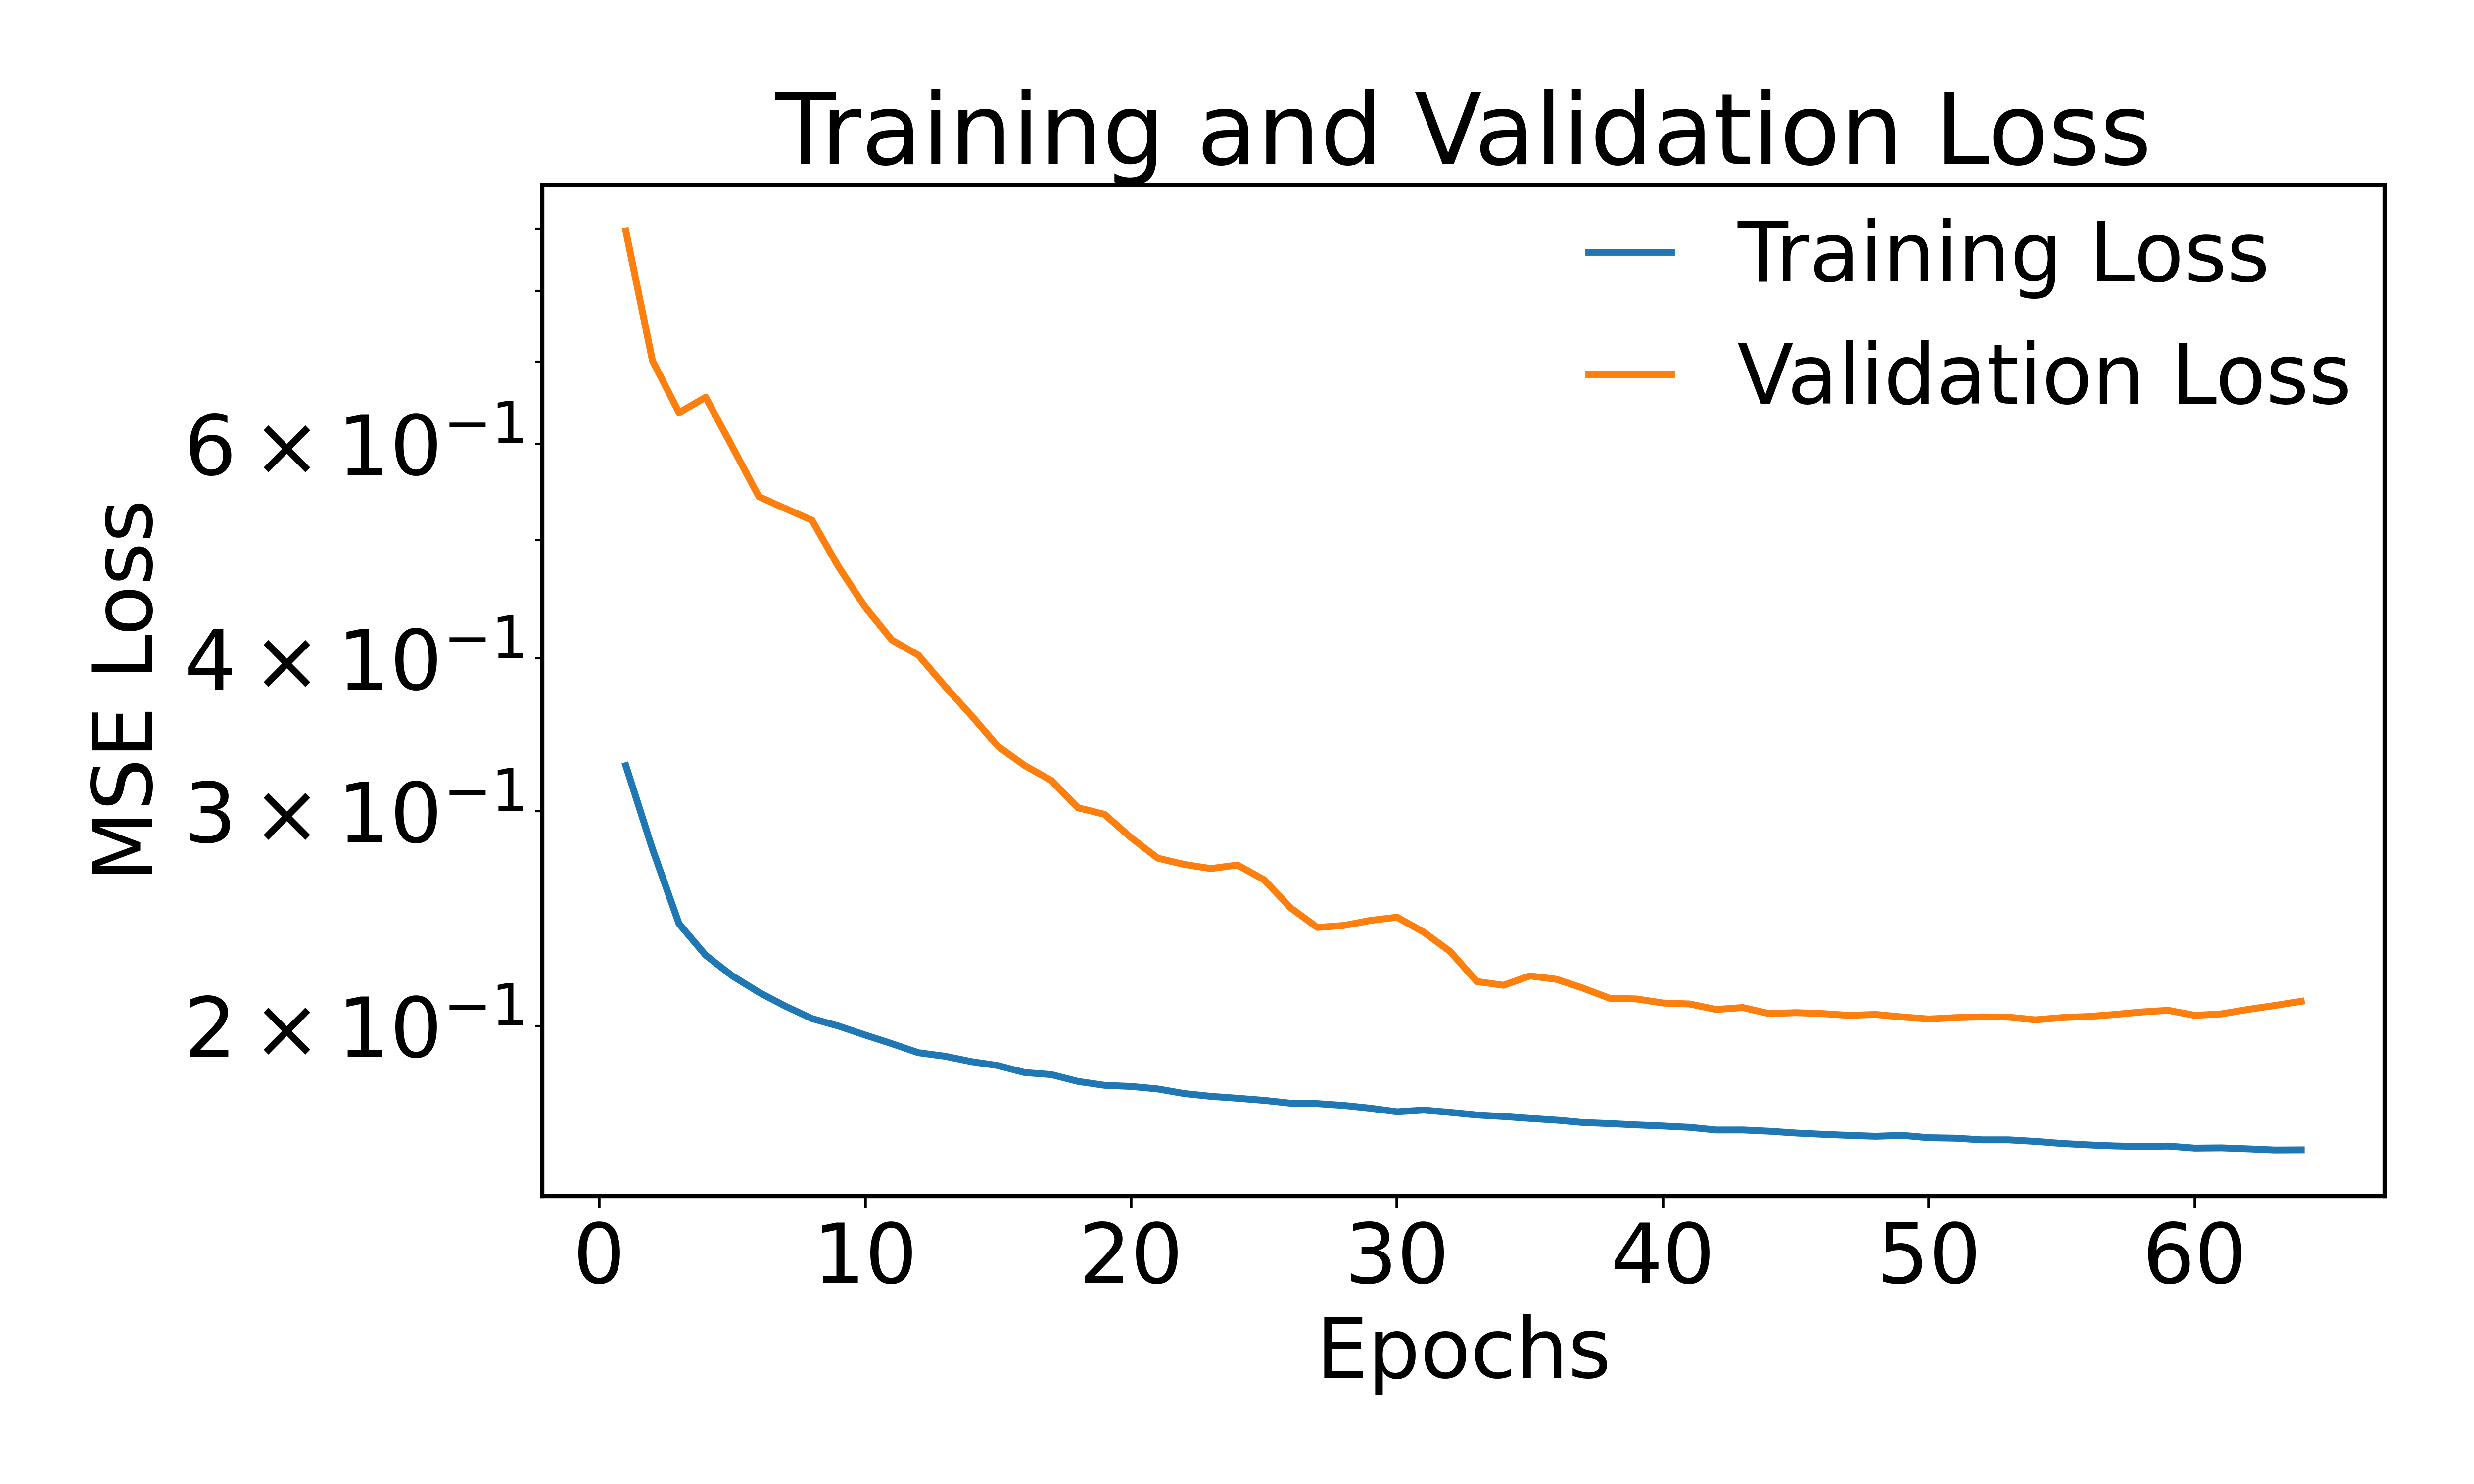 Training and Validation Loss
Training Loss
Validation Loss
6 × 10⁻¹
4 × 10⁻¹
3 × 10⁻¹
2 × 10⁻¹
MSE Loss
0 10 20 30 40 50 60
Epochs